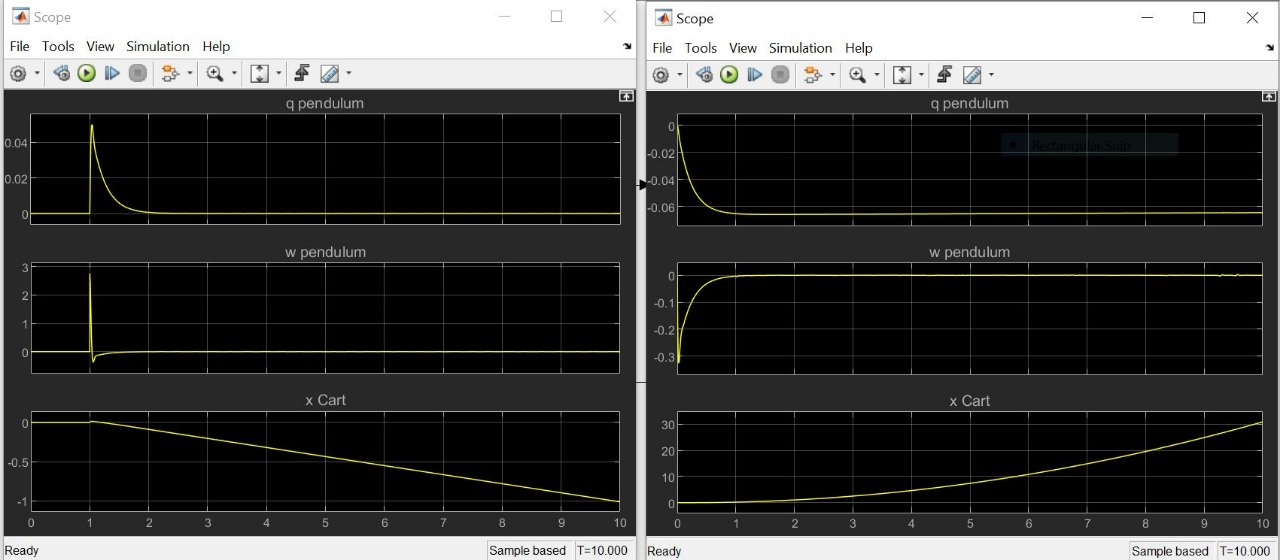 Scope
File Tools View Simulation Help
q pendulum
0.04
0.02
0
w pendulum
3
2
1
0
x Cart
0
-0.5
-1
0 1 2 3 4 5 6 7 8 9 10
Ready
Sample based T=10.000
Scope
File Tools View Simulation Help
q pendulum
Rectangular Snip
0
-0.02
-0.04
-0.06
w pendulum
0
-0.1
-0.2
-0.3
x Cart
30
20
10
0
0 1 2 3 4 5 6 7 8 9 10
Ready
Sample based T=10.000